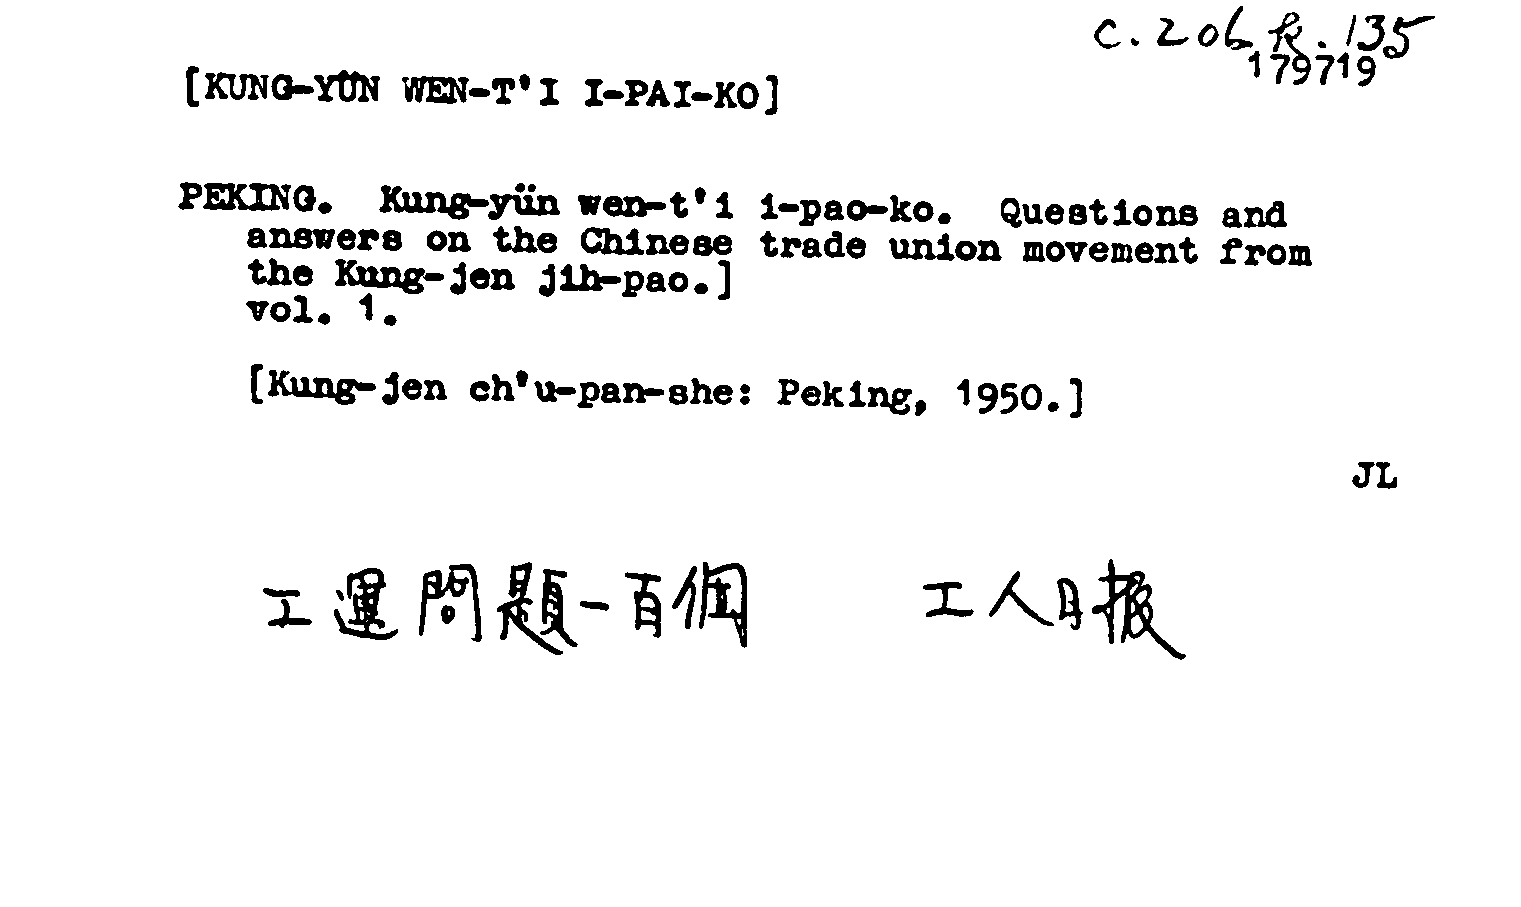 c.206.k.135
179719
[KUNG-YÜN WEN-T'I I-PAI-KO]
PEKING. Kung-yün wen-t'i i-pao-ko. Questions and
answers on the Chinese trade union movement from
the Kung-jen jih-pao.]
vol. 1.
[Kung-jen ch'u-pan-she: Peking, 1950.]
JL
工運問題一百個 工人日报